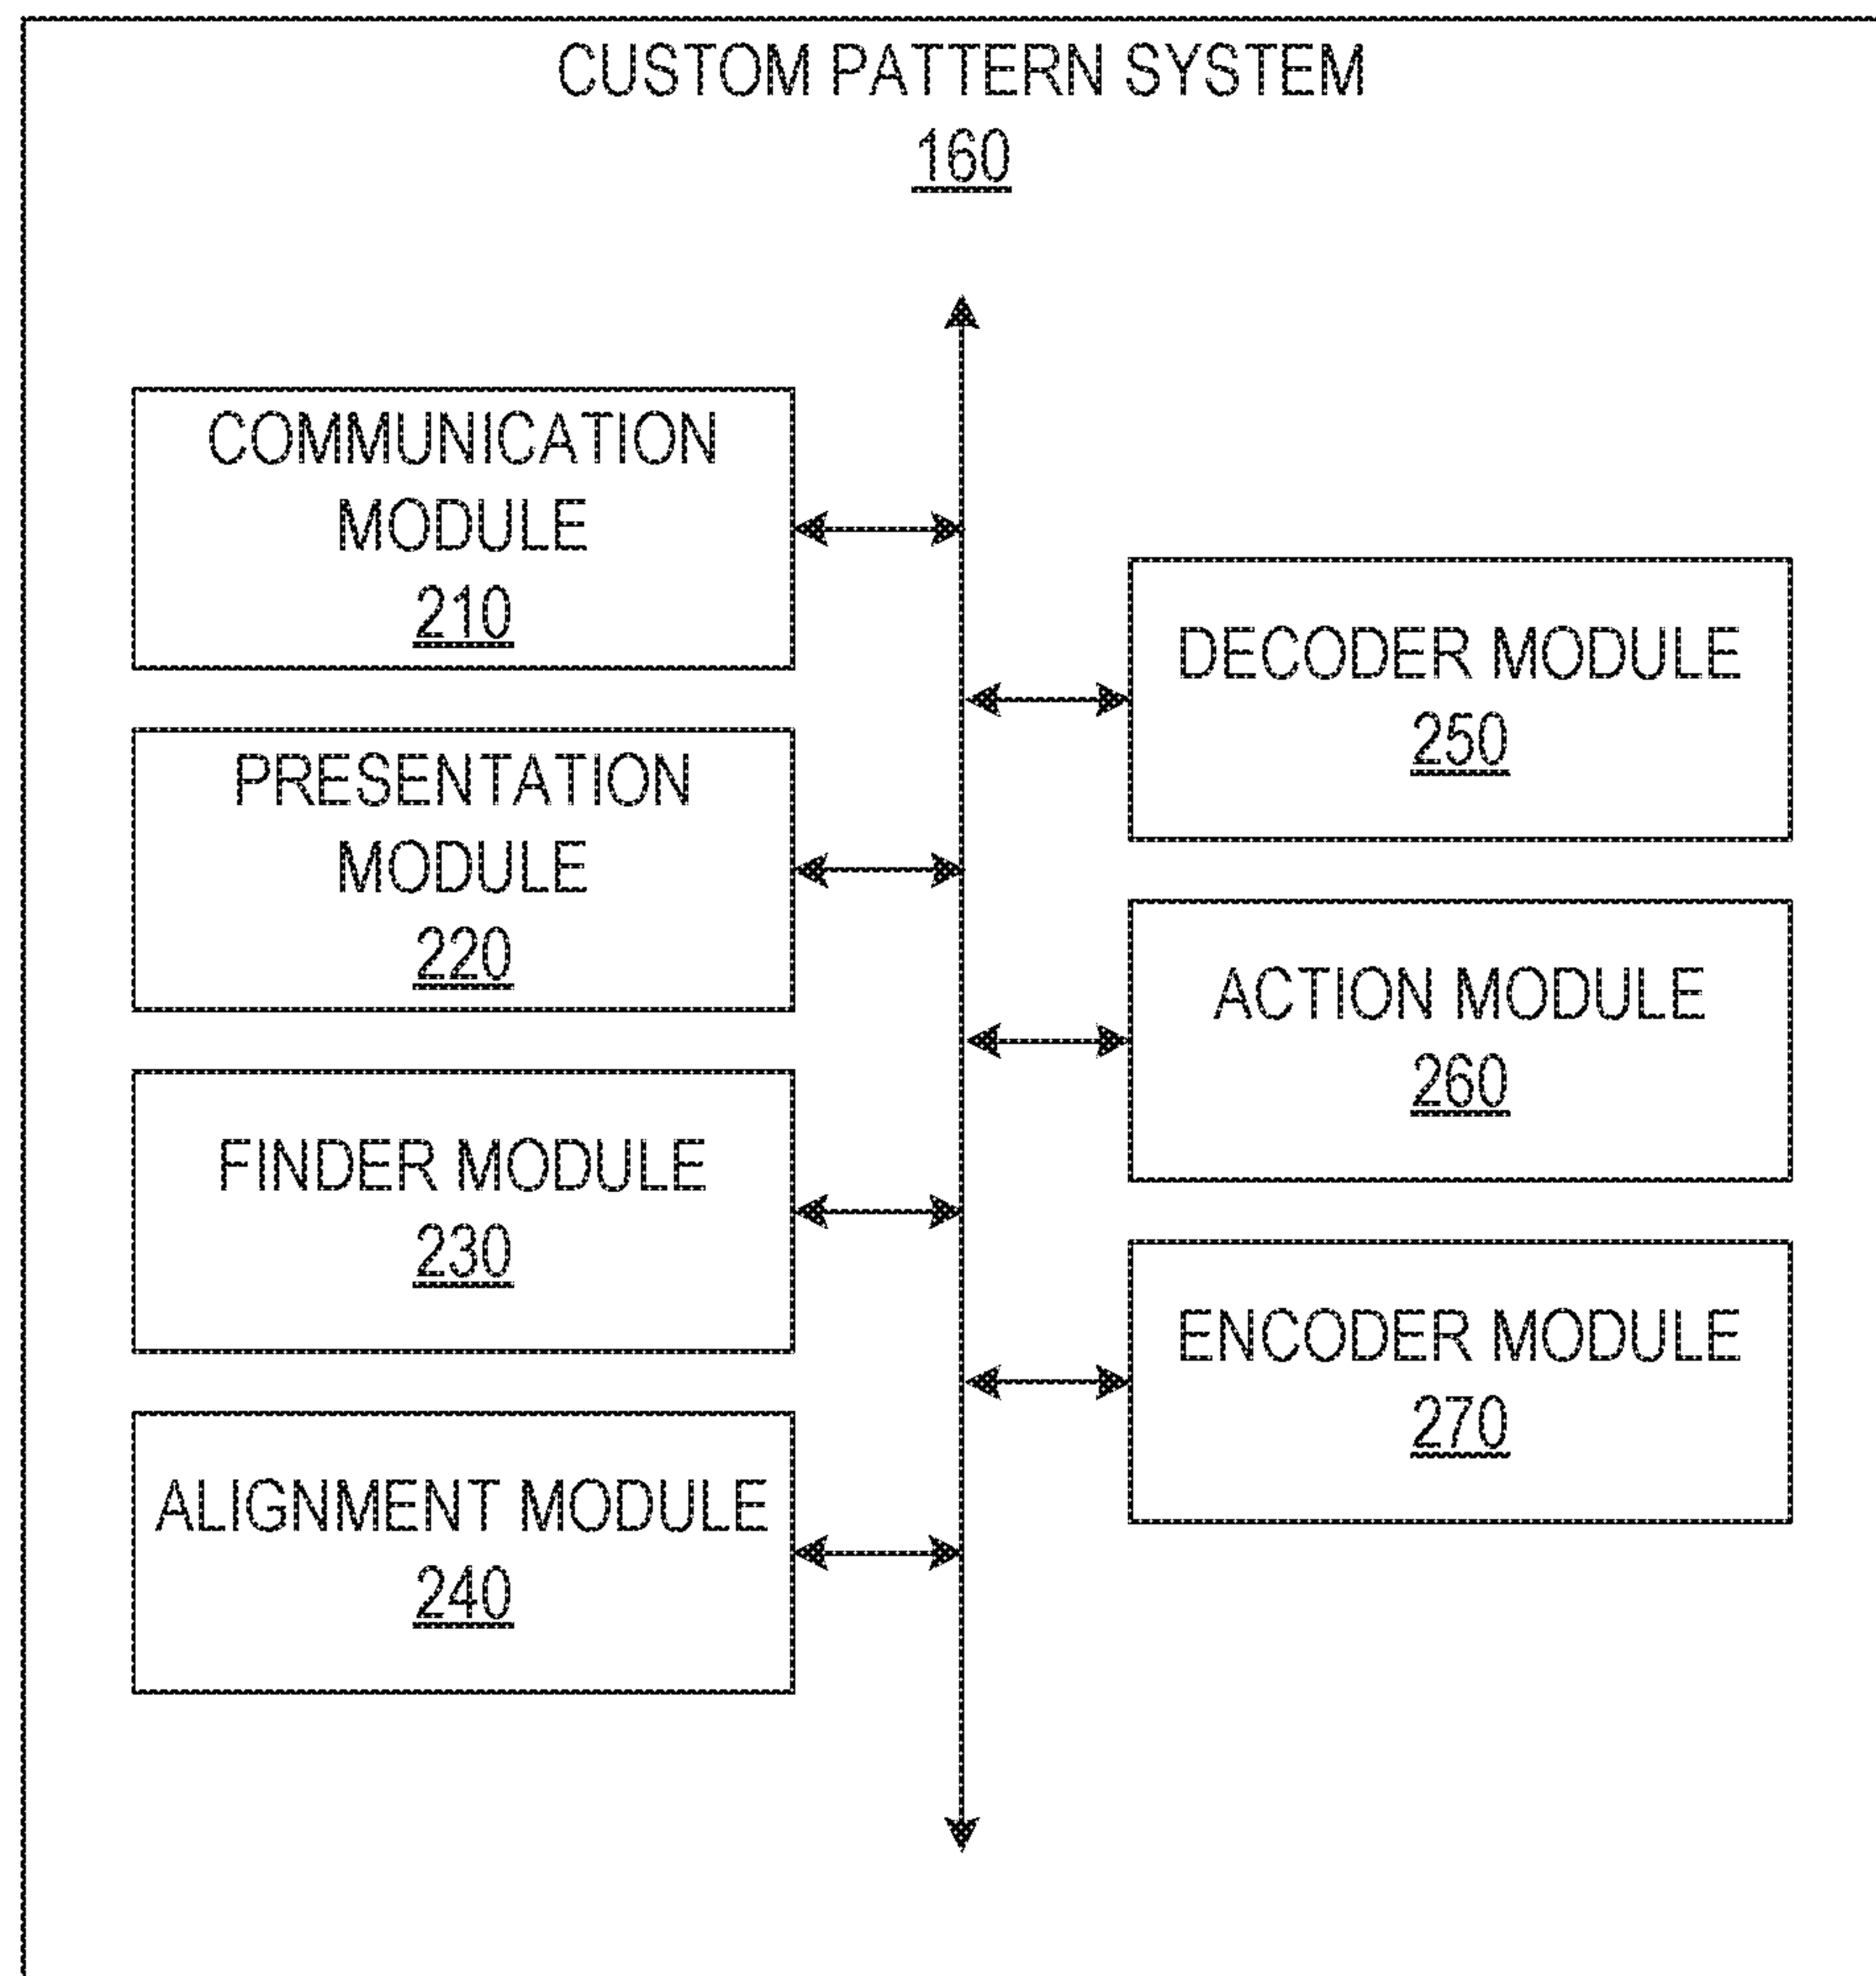 CUSTOM PATTERN SYSTEM
160
COMMUNICATION
MODULE
210
PRESENTATION
MODULE
220
FINDER MODULE
230
ALIGNMENT MODULE
240
DECODER MODULE
250
ACTION MODULE
260
ENCODER MODULE
270